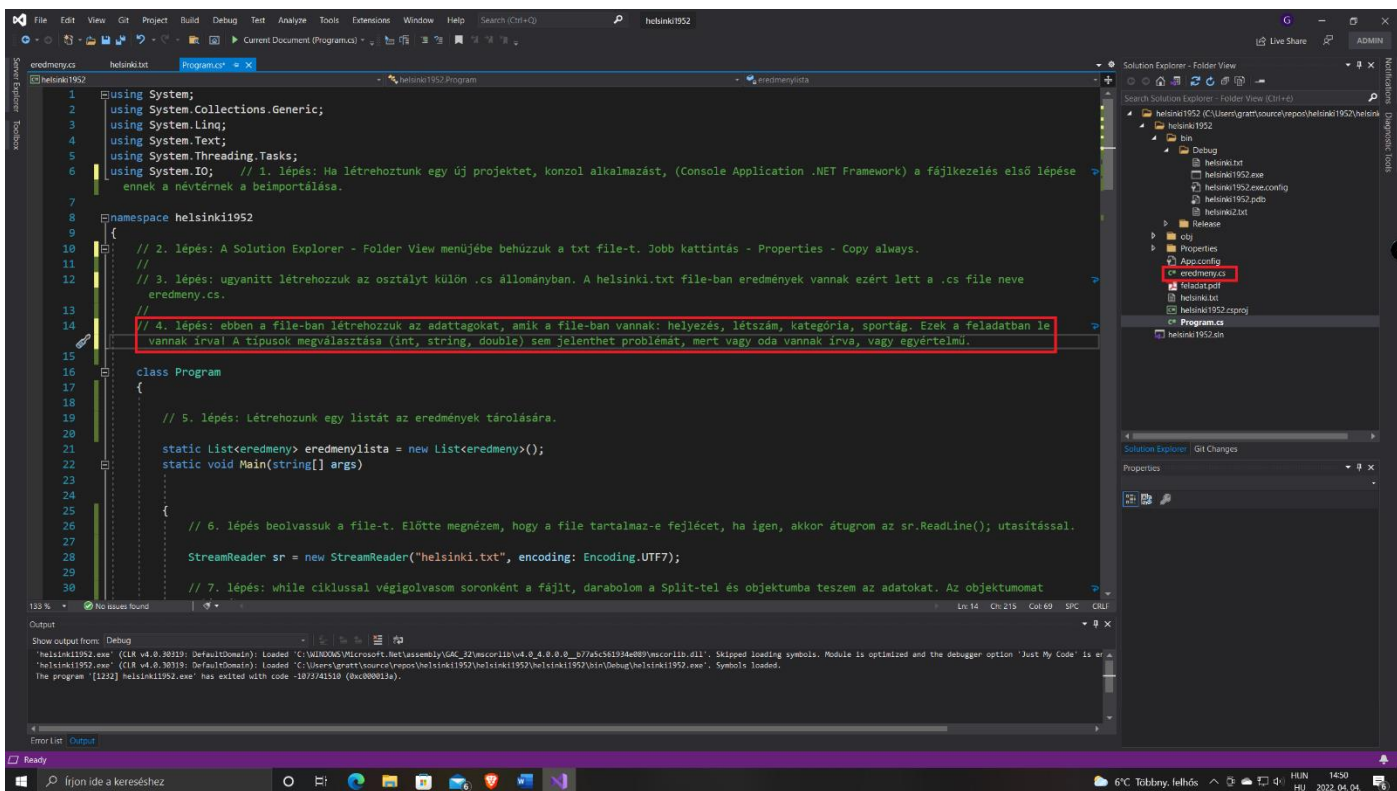 File Edit View Git Project Build Debug Test Analyze Tools Extensions Window Help Search (Ctrl+Q) helsinki1952
Current Document (Program.cs) Live Share ADMIN
eredmeny.cs helsinki.txt Program.cs*
helsinki1952 helsinki1952.Program eredmenylista
1 using System;
2 using System.Collections.Generic;
3 using System.Linq;
4 using System.Text;
5 using System.Threading.Tasks;
6 using System.IO; // 1. lépés: Ha létrehoztunk egy új projektet, konzol alkalmazást, (Console Application .NET Framework) a fájlkezelés első lépése
ennek a névtérnek a beimportálása.
7
8 namespace helsinki1952
9 {
10 // 2. lépés: A Solution Explorer - Folder View menüjébe behúzzuk a txt file-t. Jobb kattintás - Properties - Copy always.
11 //
12 // 3. lépés: ugyanitt létrehozzuk az osztályt külön .cs állományban. A helsinki.txt file-ban eredmények vannak ezért lett a .cs file neve
eredmeny.cs.
13 //
14 // 4. lépés: ebben a file-ban létrehozzuk az adattagokat, amik a file-ban vannak: helyezés, létszám, kategória, sportág. Ezek a feladatban le
vannak írva! A típusok megválasztása (int, string, double) sem jelenthet problémát, mert vagy oda vannak írva, vagy egyértelmű.
15
16 class Program
17 {
18
19 // 5. lépés: Létrehozunk egy listát az eredmények tárolására.
20
21 static List<eredmeny> eredmenylista = new List<eredmeny>();
22 static void Main(string[] args)
23
24
25 {
26 // 6. lépés beolvassuk a file-t. Előtte megnézem, hogy a file tartalmaz-e fejlécet, ha igen, akkor átugrom az sr.ReadLine(); utasítással.
27
28 StreamReader sr = new StreamReader("helsinki.txt", encoding: Encoding.UTF7);
29
30 // 7. lépés: while ciklussal végigolvasom soronként a fájlt, darabolom a Split-tel és objektumba teszem az adatokat. Az objektumomat
133 % No issues found Ln: 14 Ch: 215 Col: 69 SPC CRLF
Output
Show output from: Debug
'helsinki1952.exe' (CLR v4.0.30319: DefaultDomain): Loaded 'C:\WINDOWS\Microsoft.Net\assembly\GAC_32\mscorlib\v4.0_4.0.0.0__b77a5c561934e089\mscorlib.dll'. Skipped loading symbols. Module is optimized and the debugger option 'Just My Code' is
'helsinki1952.exe' (CLR v4.0.30319: DefaultDomain): Loaded 'C:\Users\gratt\source\repos\helsinki1952\helsinki1952\helsinki1952\bin\Debug\helsinki1952.exe'. Symbols loaded.
The program '[1232] helsinki1952.exe' has exited with code -1073741510 (0xc000013a).
Error List Output
Ready
Server Explorer
Toolbox
Solution Explorer - Folder View
Search Solution Explorer - Folder View (Ctrl+é)
helsinki1952 (C:\Users\gratt\source\repos\helsinki1952\helsink
helsinki1952
bin
Debug
helsinki.txt
helsinki1952.exe
helsinki1952.exe.config
helsinki1952.pdb
helsinki2.txt
Release
obj
Properties
App.config
eredmeny.cs
feladat.pdf
helsinki.txt
helsinki1952.csproj
Program.cs
helsinki1952.sln
Solution Explorer Git Changes
Properties
Notifications
Diagnostic Tools
Írjon ide a kereséshez
6°C Többny. felhős HUN 14:50
HU 2022. 04. 04.